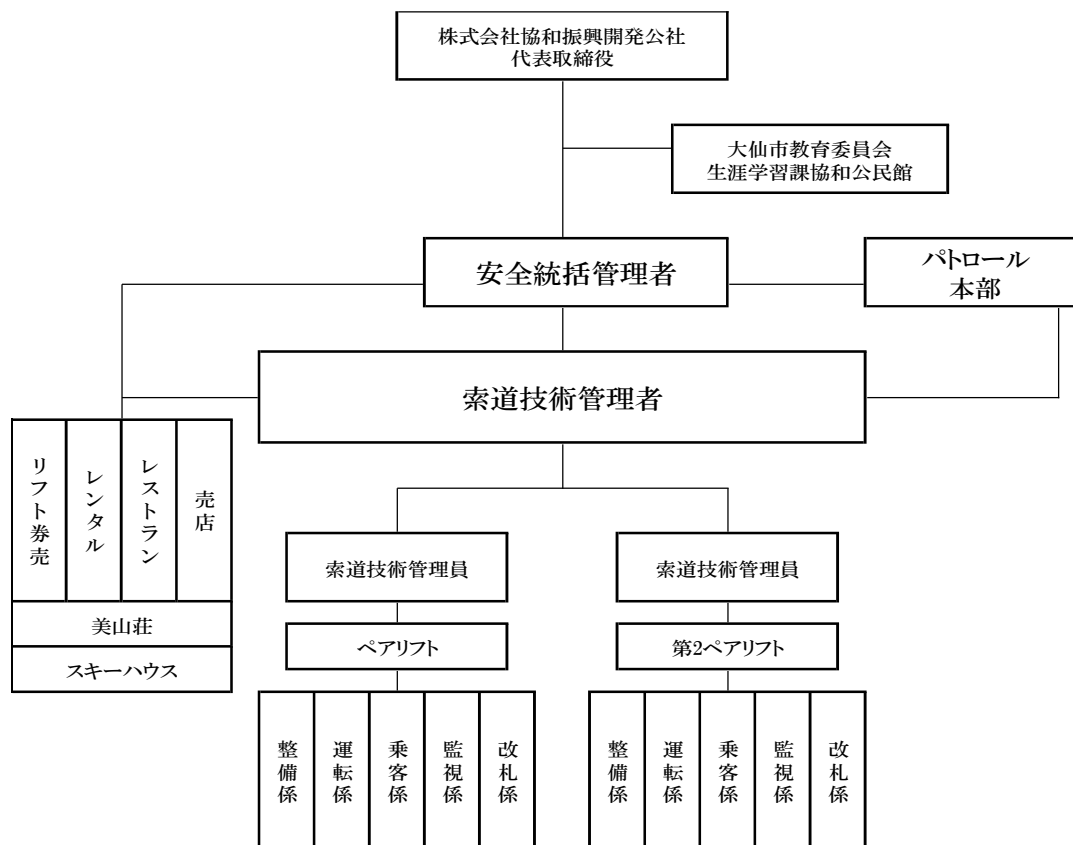 株式会社協和振興開発公社
代表取締役
大仙市教育委員会
生涯学習課協和公民館
安全統括管理者
パトロール
本部
索道技術管理者
リフト券売
レンタル
レストラン
売店
美山荘
スキーハウス
索道技術管理員
索道技術管理員
ペアリフト
第2ペアリフト
整備係
運転係
乗客係
監視係
改札係
整備係
運転係
乗客係
監視係
改札係